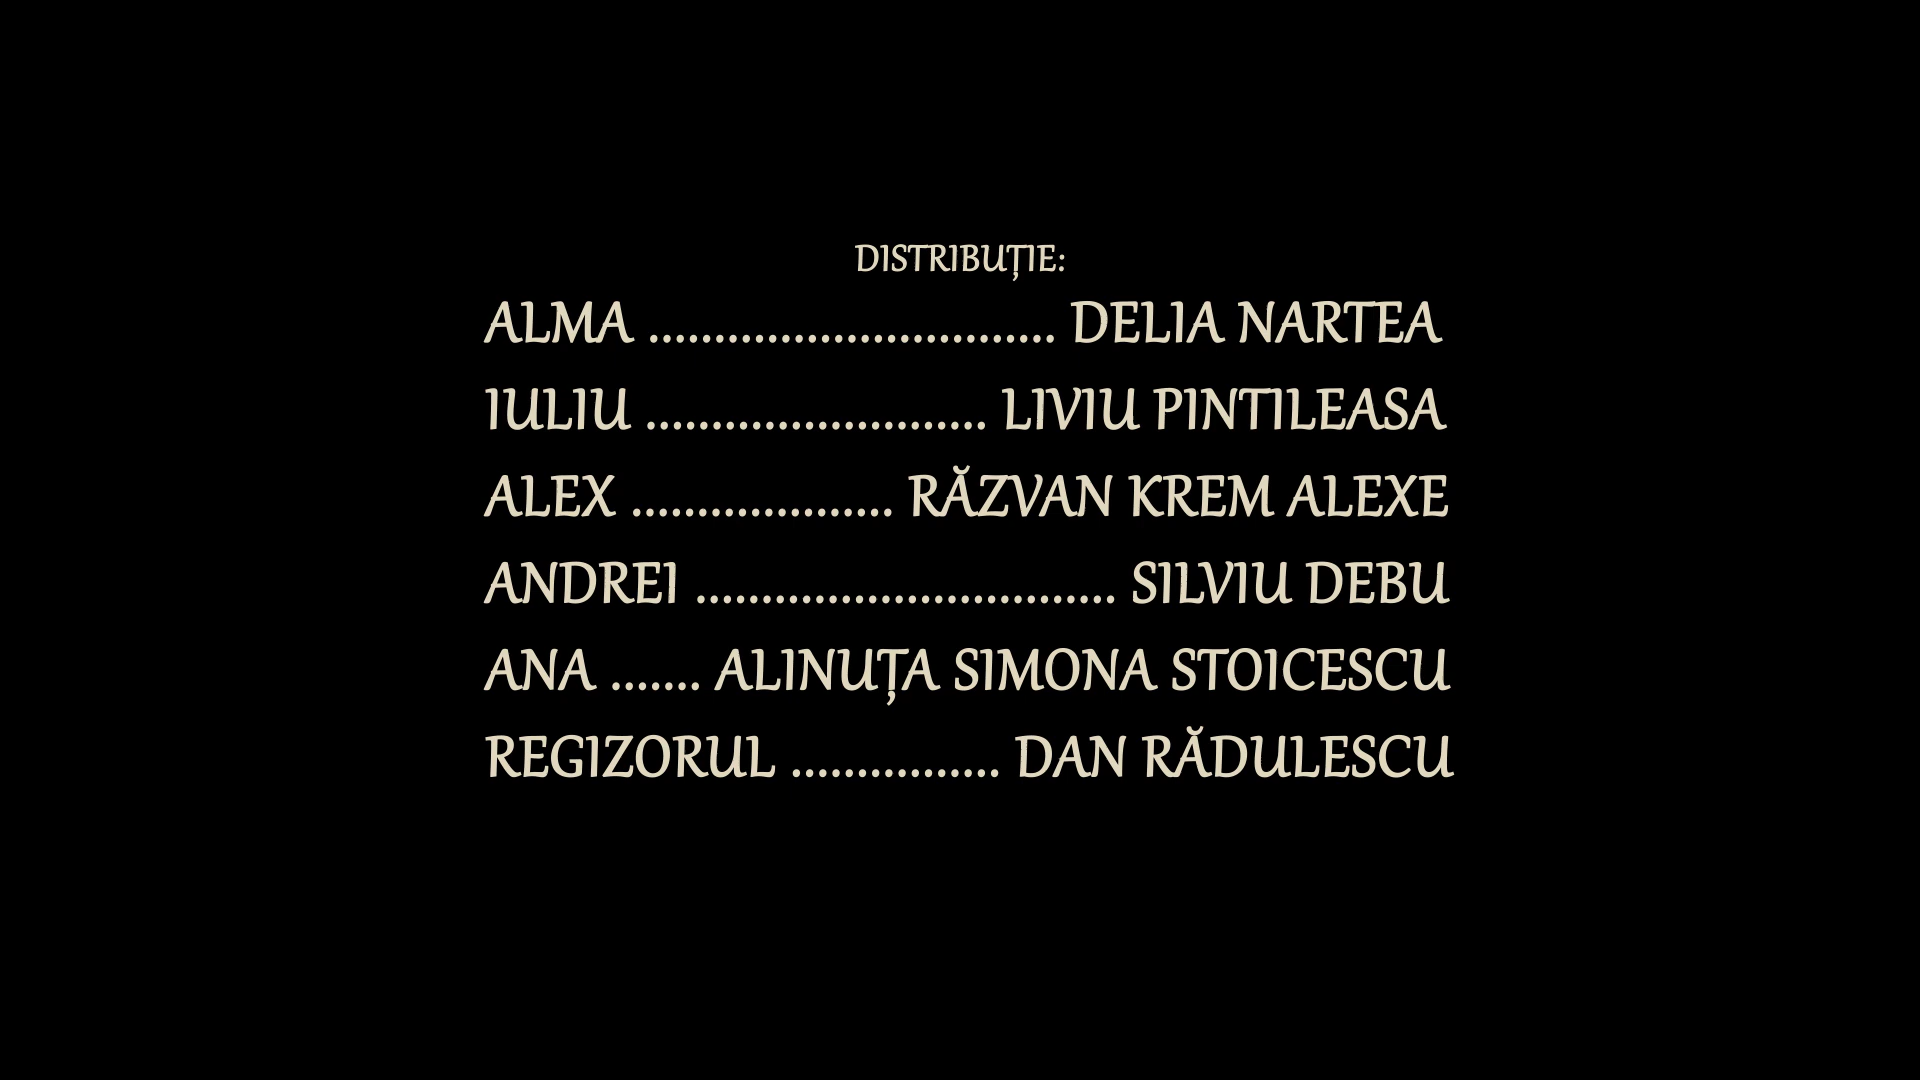 DISTRIBUȚIE:
ALMA ............................... DELIA NARTEA
IULIU .......................... LIVIU PINTILEASA
ALEX .................... RĂZVAN KREM ALEXE
ANDREI ................................ SILVIU DEBU
ANA ....... ALINUȚA SIMONA STOICESCU
REGIZORUL ................ DAN RĂDULESCU